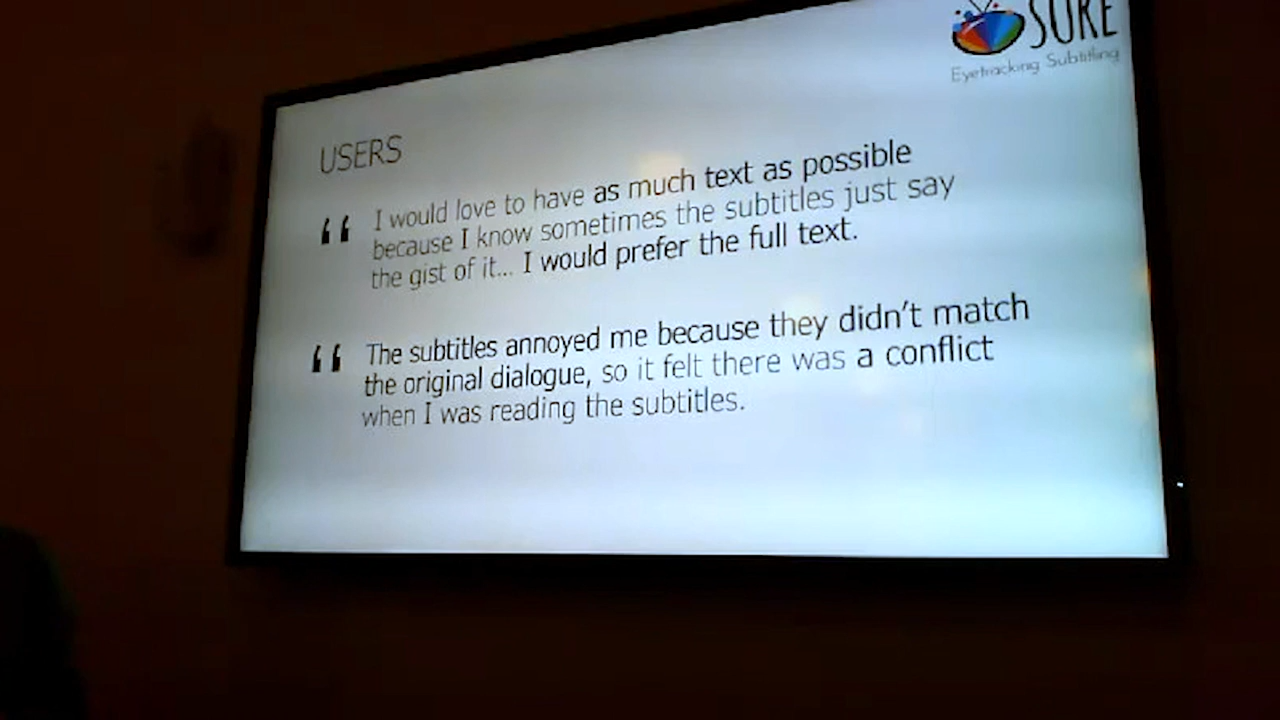 SURE
Eyetracking Subtitling
USERS
“ I would love to have as much text as possible
because I know sometimes the subtitles just say
the gist of it... I would prefer the full text.
“ The subtitles annoyed me because they didn't match
the original dialogue, so it felt there was a conflict
when I was reading the subtitles.